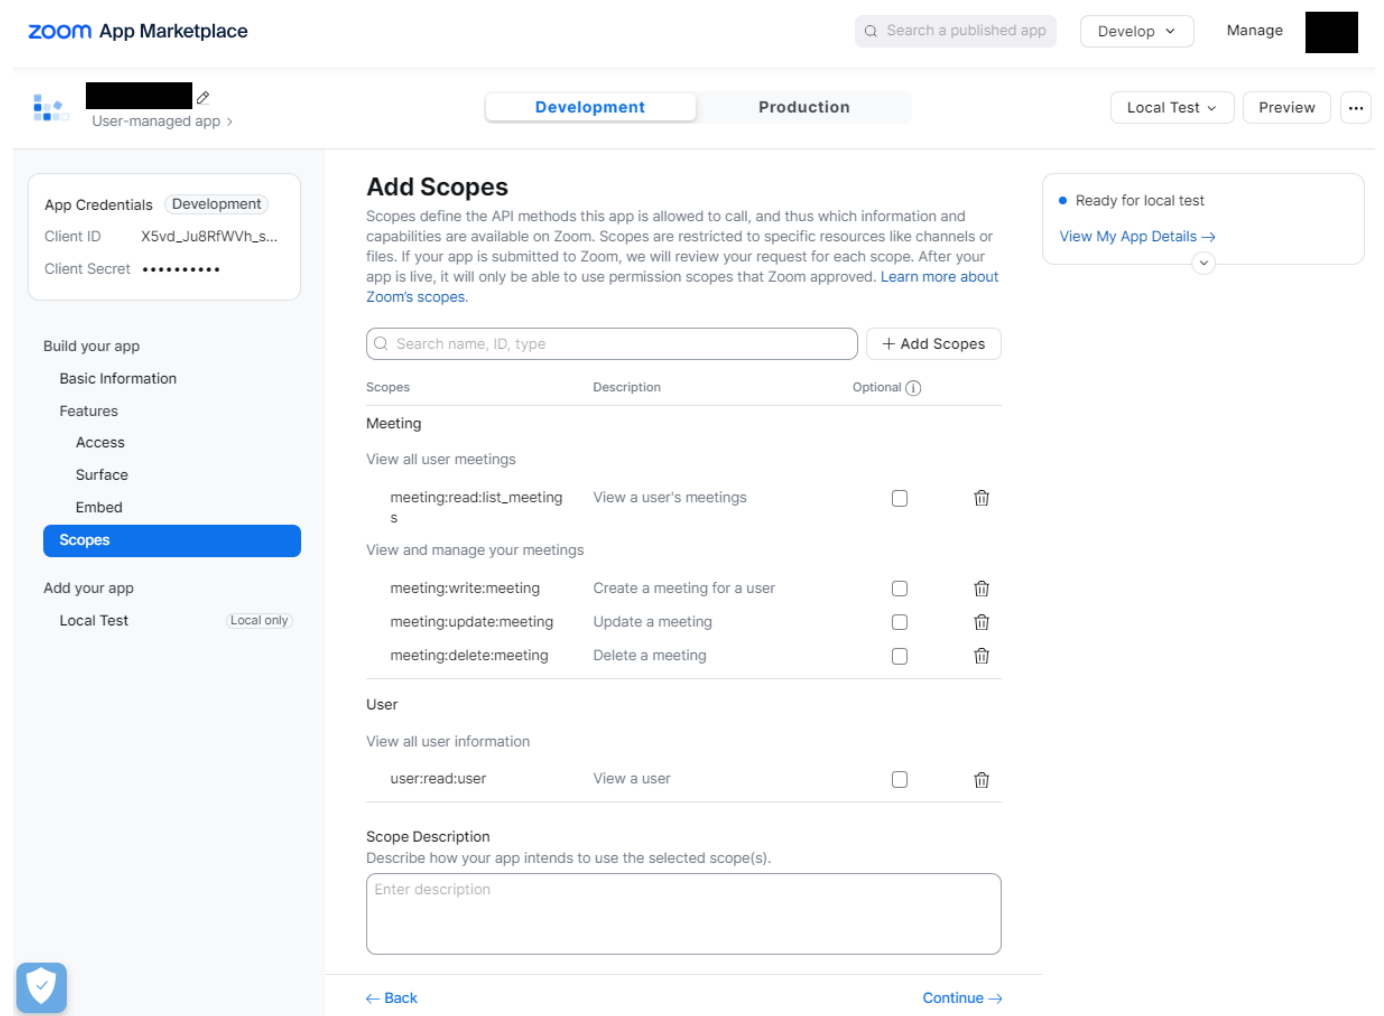 zoom App Marketplace
Search a published app
Develop
Manage
User-managed app >
Development
Production
Local Test
Preview
App Credentials Development
Client ID X5vd_Ju8RfWVh_s...
Client Secret ••••••••••
Build your app
Basic Information
Features
Access
Surface
Embed
Scopes
Add your app
Local Test Local only
Add Scopes
Scopes define the API methods this app is allowed to call, and thus which information and
capabilities are available on Zoom. Scopes are restricted to specific resources like channels or
files. If your app is submitted to Zoom, we will review your request for each scope. After your
app is live, it will only be able to use permission scopes that Zoom approved. Learn more about
Zoom's scopes.
Search name, ID, type
+ Add Scopes
Scopes Description Optional
Meeting
View all user meetings
meeting:read:list_meeting
s
View a user's meetings
View and manage your meetings
meeting:write:meeting Create a meeting for a user
meeting:update:meeting Update a meeting
meeting:delete:meeting Delete a meeting
User
View all user information
user:read:user View a user
Scope Description
Describe how your app intends to use the selected scope(s).
Enter description
← Back
Continue →
Ready for local test
View My App Details →